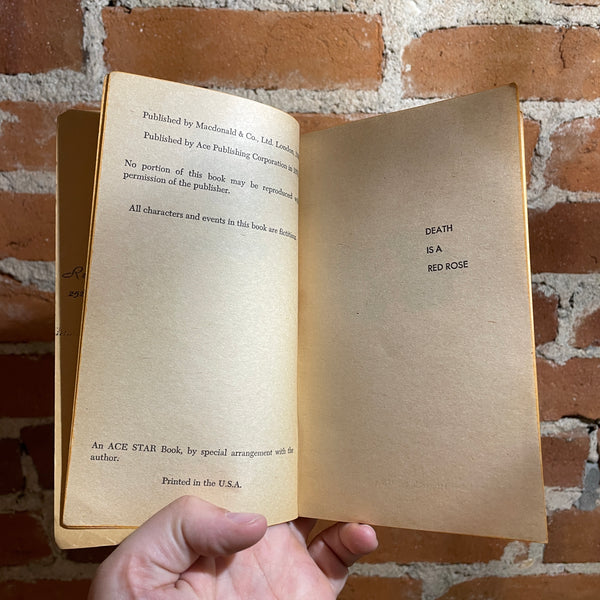 Published by Macdonald & Co., Ltd. London,
Published by Ace Publishing Corporation in
No portion of this book may be reproduced
permission of the publisher.
All characters and events in this book are fictition
An ACE STAR Book, by special arrangement with the
author.
Printed in the U.S.A.
DEATH
IS A
RED ROSE